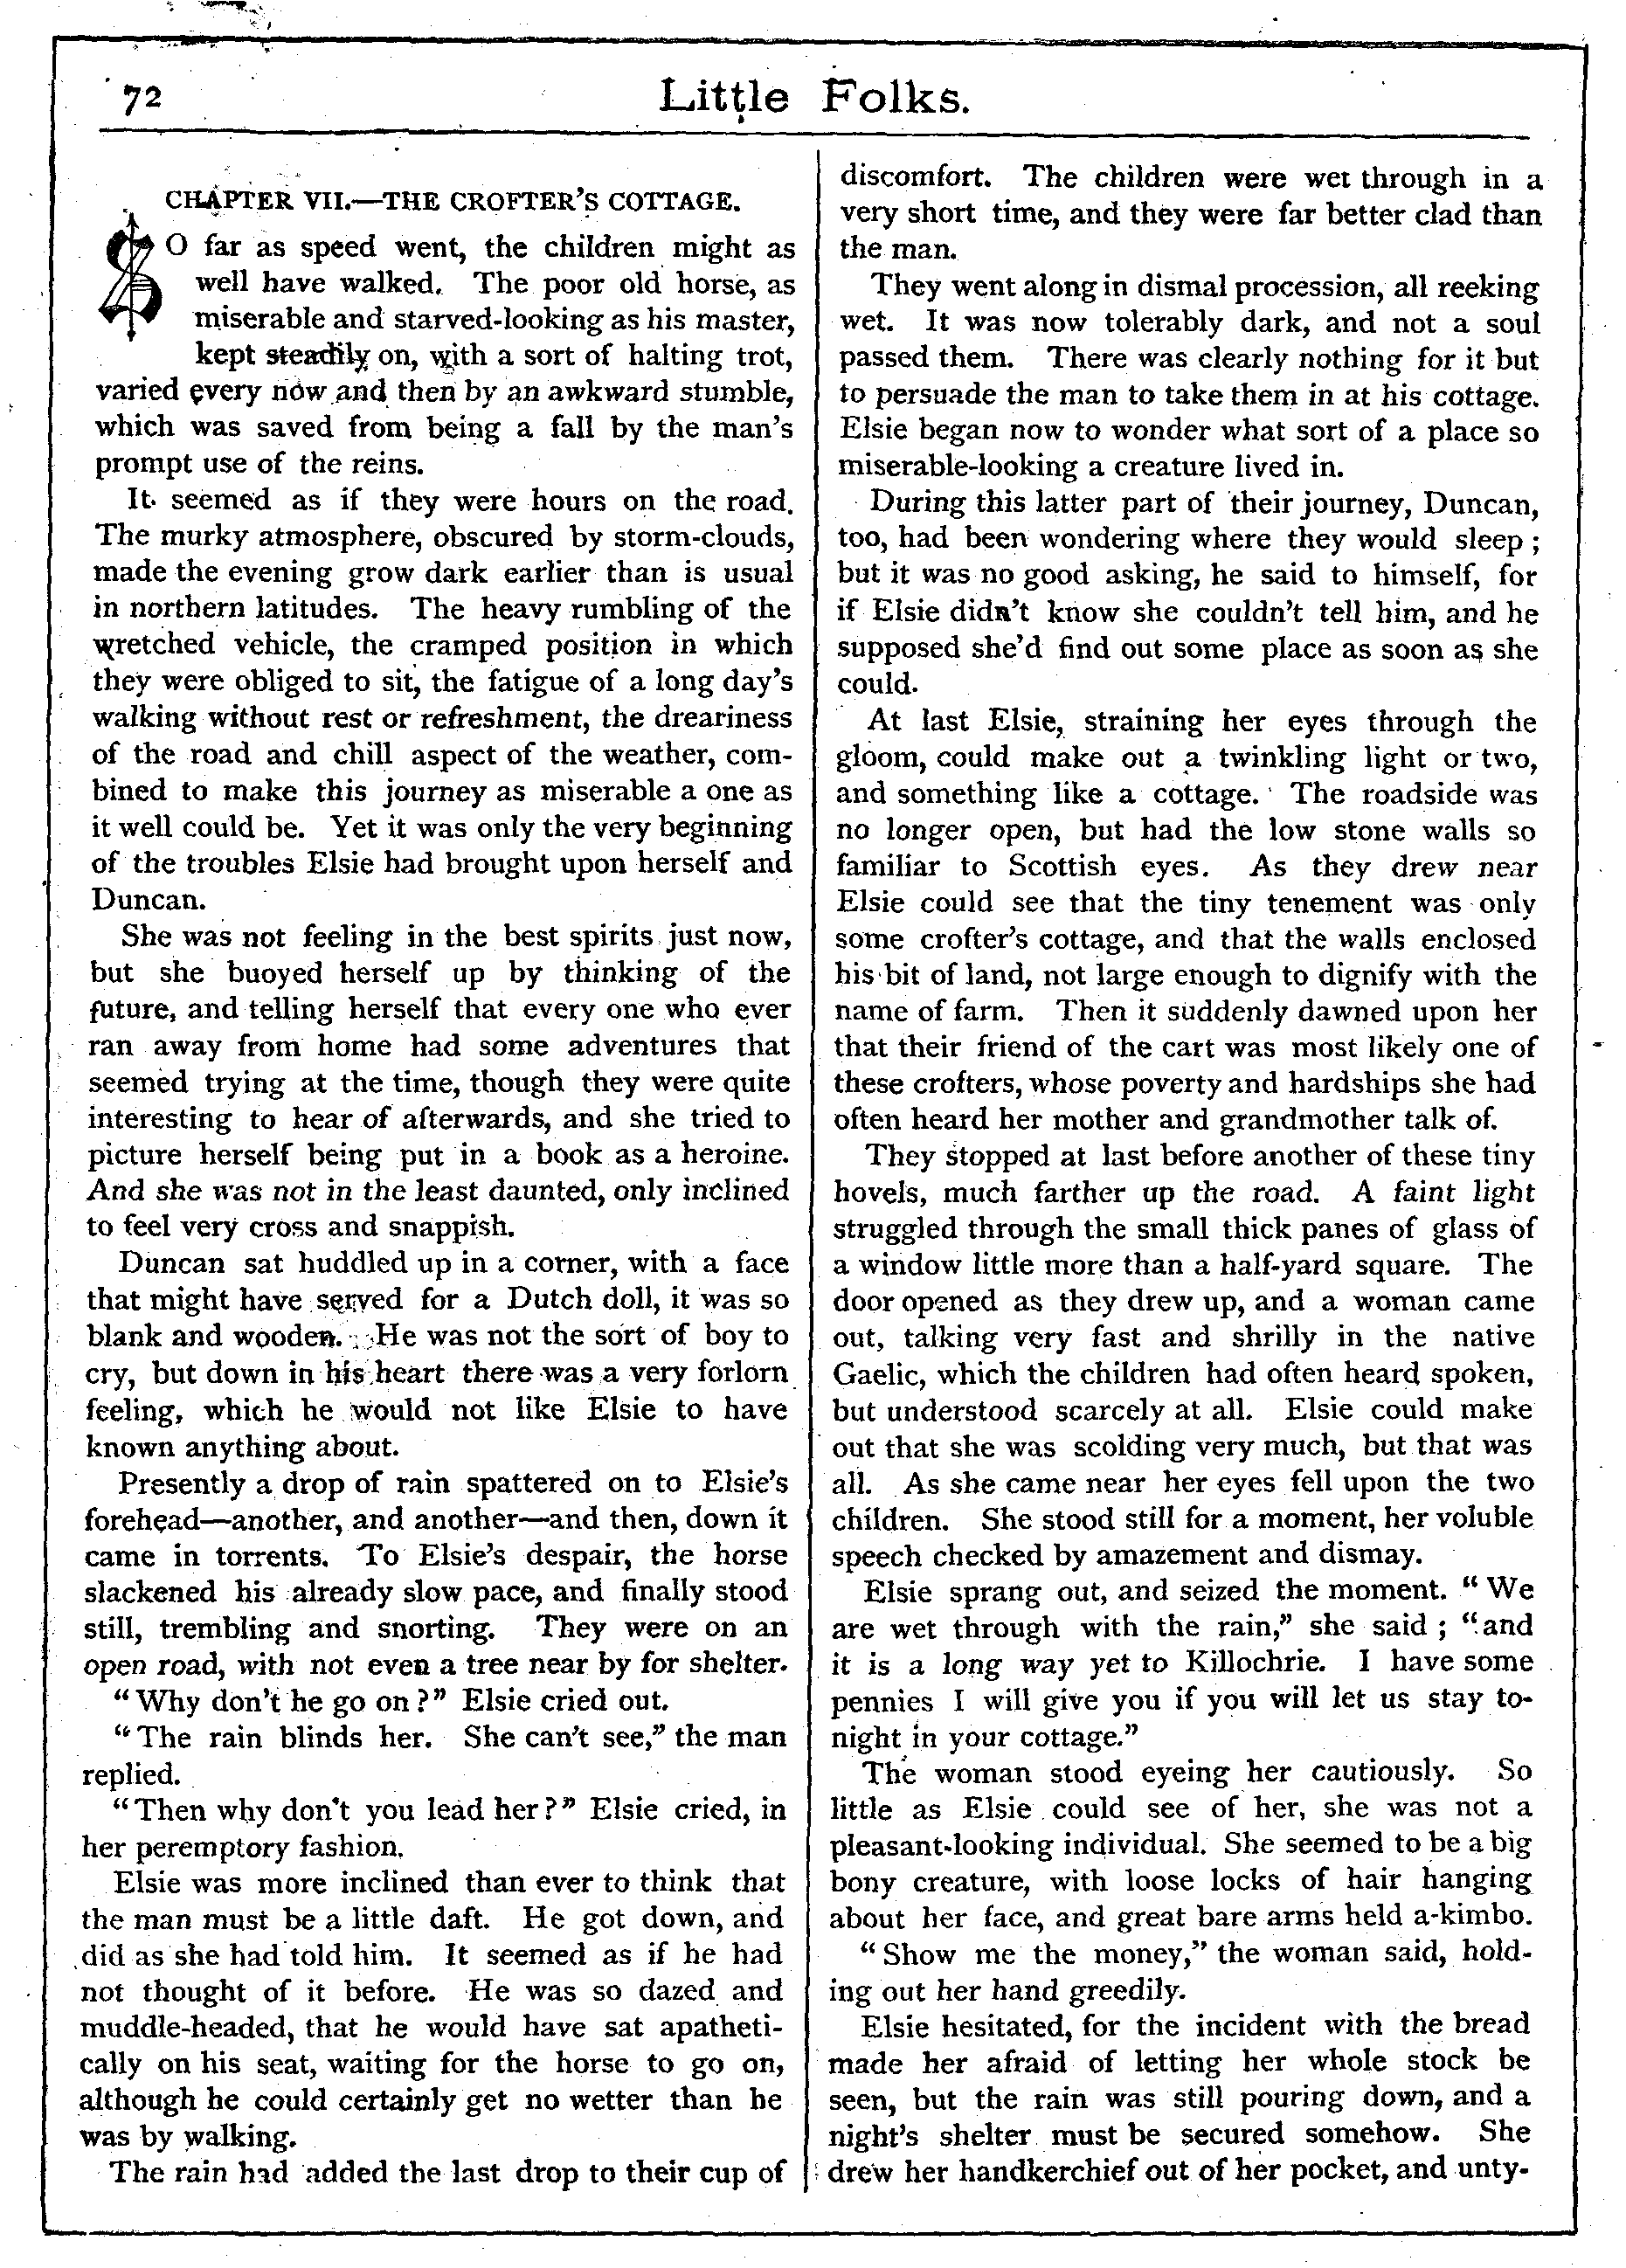 72
Little Folks.
CHAPTER VII.—THE CROFTER'S COTTAGE.
SO far as speed went, the children might as
well have walked. The poor old horse, as
miserable and starved-looking as his master,
kept steadily on, with a sort of halting trot,
varied every now and then by an awkward stumble,
which was saved from being a fall by the man's
prompt use of the reins.
It seemed as if they were hours on the road.
The murky atmosphere, obscured by storm-clouds,
made the evening grow dark earlier than is usual
in northern latitudes. The heavy rumbling of the
wretched vehicle, the cramped position in which
they were obliged to sit, the fatigue of a long day's
walking without rest or refreshment, the dreariness
of the road and chill aspect of the weather, com-
bined to make this journey as miserable a one as
it well could be. Yet it was only the very beginning
of the troubles Elsie had brought upon herself and
Duncan.
She was not feeling in the best spirits just now,
but she buoyed herself up by thinking of the
future, and telling herself that every one who ever
ran away from home had some adventures that
seemed trying at the time, though they were quite
interesting to hear of afterwards, and she tried to
picture herself being put in a book as a heroine.
And she was not in the least daunted, only inclined
to feel very cross and snappish.
Duncan sat huddled up in a corner, with a face
that might have served for a Dutch doll, it was so
blank and wooden. He was not the sort of boy to
cry, but down in his heart there was a very forlorn
feeling, which he would not like Elsie to have
known anything about.
Presently a drop of rain spattered on to Elsie's
forehead—another, and another—and then, down it
came in torrents. To Elsie's despair, the horse
slackened his already slow pace, and finally stood
still, trembling and snorting. They were on an
open road, with not even a tree near by for shelter.
"Why don't he go on?" Elsie cried out.
"The rain blinds her. She can't see," the man
replied.
"Then why don't you lead her?" Elsie cried, in
her peremptory fashion.
Elsie was more inclined than ever to think that
the man must be a little daft. He got down, and
did as she had told him. It seemed as if he had
not thought of it before. He was so dazed and
muddle-headed, that he would have sat apatheti-
cally on his seat, waiting for the horse to go on,
although he could certainly get no wetter than he
was by walking.
The rain had added the last drop to their cup of
discomfort. The children were wet through in a
very short time, and they were far better clad than
the man.
They went along in dismal procession, all reeking
wet. It was now tolerably dark, and not a soul
passed them. There was clearly nothing for it but
to persuade the man to take them in at his cottage.
Elsie began now to wonder what sort of a place so
miserable-looking a creature lived in.
During this latter part of their journey, Duncan,
too, had been wondering where they would sleep;
but it was no good asking, he said to himself, for
if Elsie didn't know she couldn't tell him, and he
supposed she'd find out some place as soon as she
could.
At last Elsie, straining her eyes through the
gloom, could make out a twinkling light or two,
and something like a cottage. The roadside was
no longer open, but had the low stone walls so
familiar to Scottish eyes. As they drew near
Elsie could see that the tiny tenement was only
some crofter's cottage, and that the walls enclosed
his bit of land, not large enough to dignify with the
name of farm. Then it suddenly dawned upon her
that their friend of the cart was most likely one of
these crofters, whose poverty and hardships she had
often heard her mother and grandmother talk of.
They stopped at last before another of these tiny
hovels, much farther up the road. A faint light
struggled through the small thick panes of glass of
a window little more than a half-yard square. The
door opened as they drew up, and a woman came
out, talking very fast and shrilly in the native
Gaelic, which the children had often heard spoken,
but understood scarcely at all. Elsie could make
out that she was scolding very much, but that was
all. As she came near her eyes fell upon the two
children. She stood still for a moment, her voluble
speech checked by amazement and dismay.
Elsie sprang out, and seized the moment. "We
are wet through with the rain," she said; "and
it is a long way yet to Killochrie. I have some
pennies I will give you if you will let us stay to-
night in your cottage."
The woman stood eyeing her cautiously. So
little as Elsie could see of her, she was not a
pleasant-looking individual. She seemed to be a big
bony creature, with loose locks of hair hanging
about her face, and great bare arms held a-kimbo.
"Show me the money," the woman said, hold-
ing out her hand greedily.
Elsie hesitated, for the incident with the bread
made her afraid of letting her whole stock be
seen, but the rain was still pouring down, and a
night's shelter must be secured somehow. She
drew her handkerchief out of her pocket, and unty-